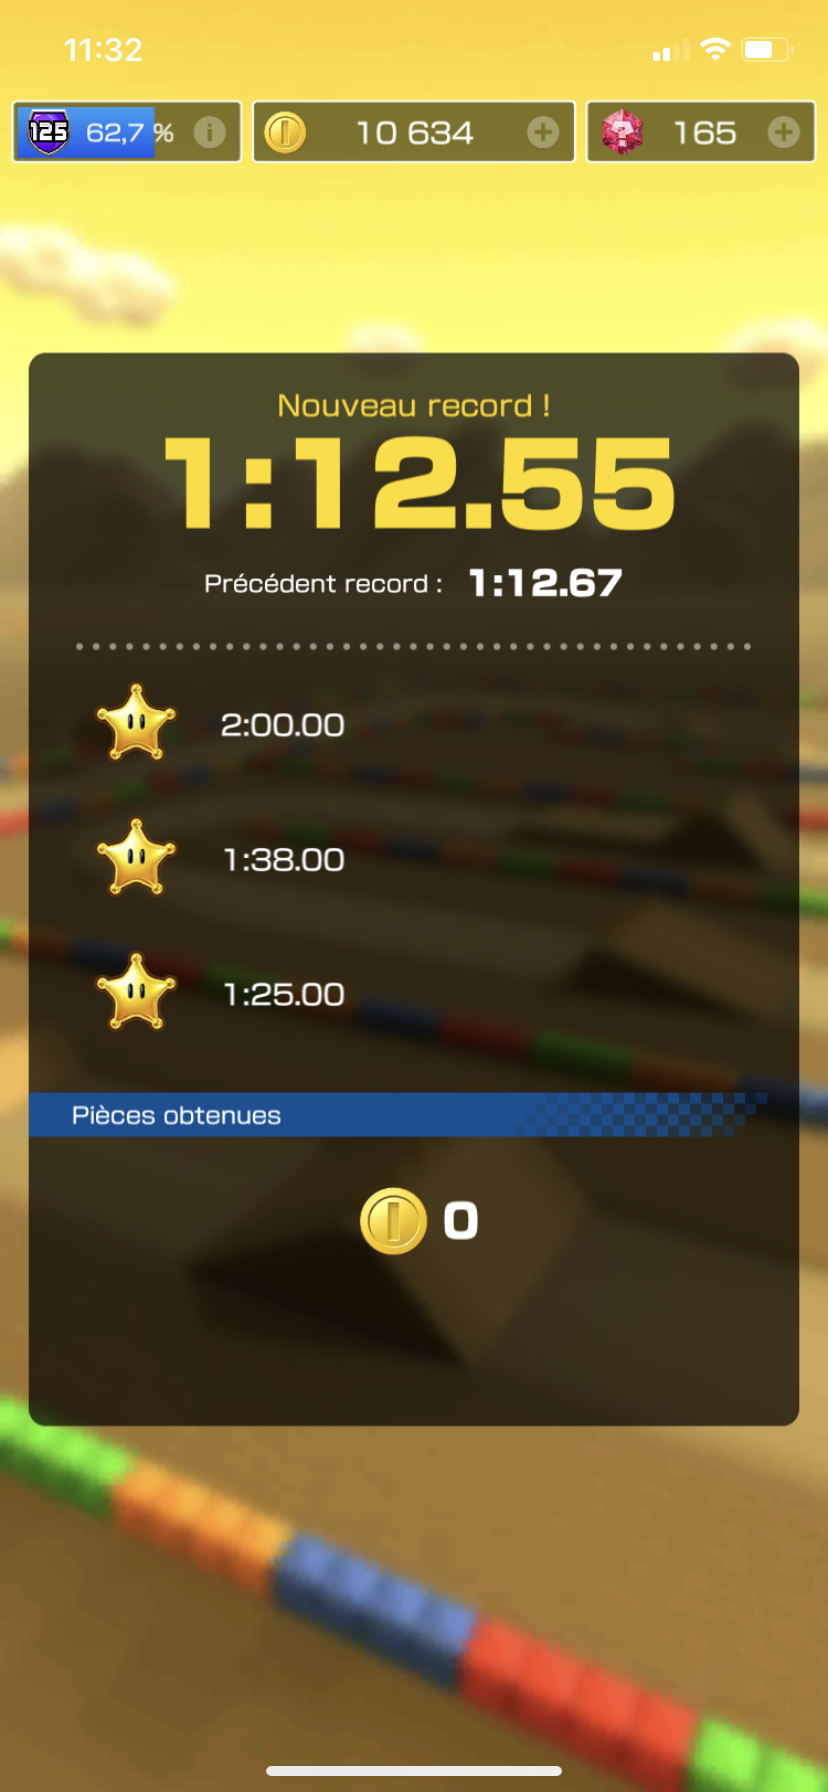 11:32
125 62,7 % i 10 634 + ? 165 +
Nouveau record !
1:12.55
Précédent record : 1:12.67
2:00.00
1:38.00
1:25.00
Pièces obtenues
0